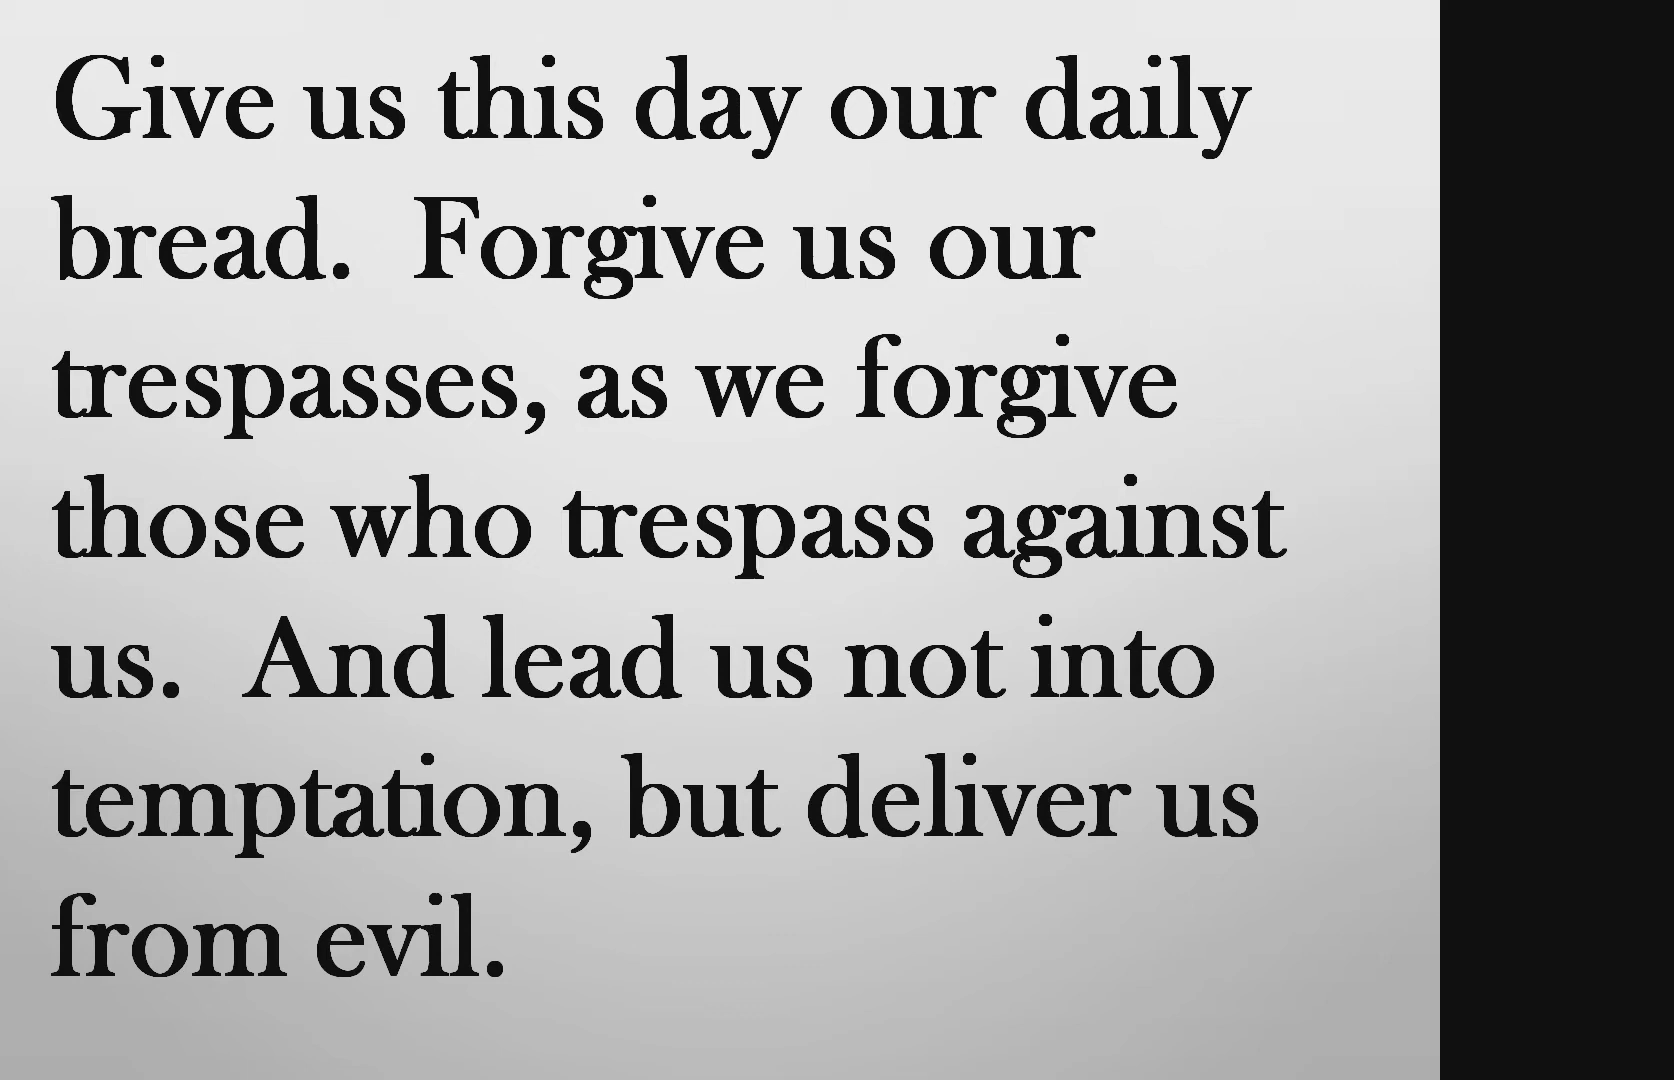 Give us this day our daily
bread.  Forgive us our
trespasses, as we forgive
those who trespass against
us.  And lead us not into
temptation, but deliver us
from evil.